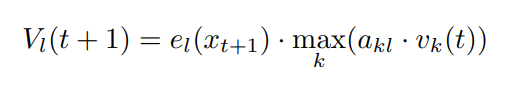 V_l(t + 1) = e_l(x_{t+1}) · max_k(a_{kl} · v_k(t))